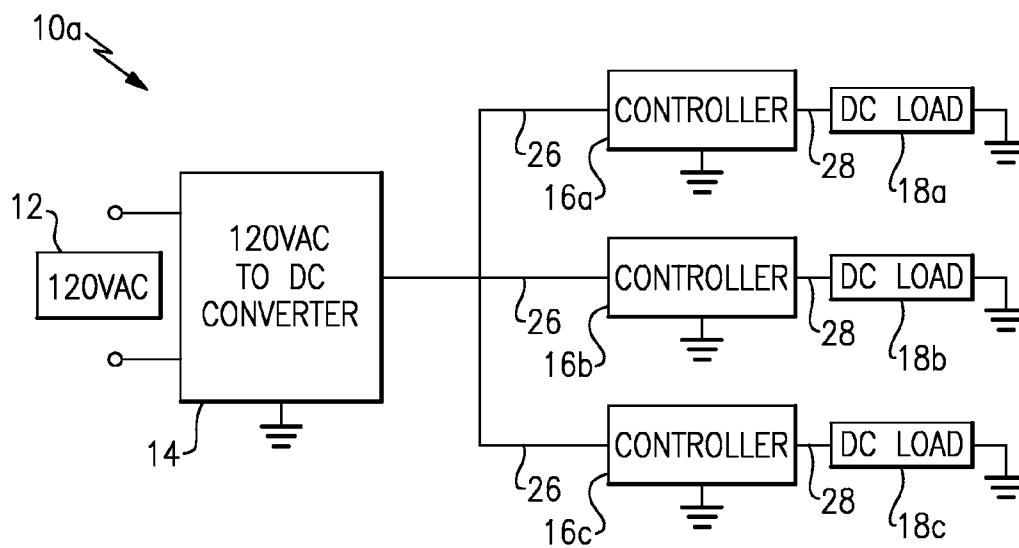 10a
12
120VAC
120VAC
TO DC
CONVERTER
14
26
CONTROLLER
16a
28
DC LOAD
18a
26
CONTROLLER
16b
28
DC LOAD
18b
26
CONTROLLER
16c
28
DC LOAD
18c